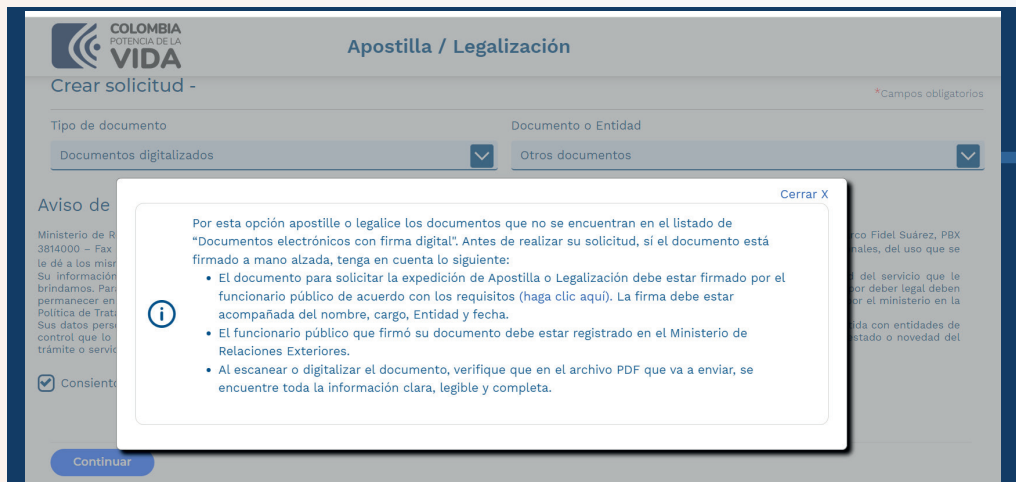 COLOMBIA
POTENCIA DE LA
VIDA
Apostilla / Legalización
Crear solicitud -
*Campos obligatorios
Tipo de documento
Documento o Entidad
Documentos digitalizados
Otros documentos
Cerrar X
Aviso de
Por esta opción apostille o legalice los documentos que no se encuentran en el listado de
“Documentos electrónicos con firma digital". Antes de realizar su solicitud, sí el documento está
firmado a mano alzada, tenga en cuenta lo siguiente:
• El documento para solicitar la expedición de Apostilla o Legalización debe estar firmado por el
funcionario público de acuerdo con los requisitos (haga clic aquí). La firma debe estar
acompañada del nombre, cargo, Entidad y fecha.
• El funcionario público que firmó su documento debe estar registrado en el Ministerio de
Relaciones Exteriores.
• Al escanear o digitalizar el documento, verifique que en el archivo PDF que va a enviar, se
encuentre toda la información clara, legible y completa.
Ministerio de R
rco Fidel Suárez, PBX
3814000 – Fax
nales, del uso que se
le dé a los mis
Su información
d del servicio que le
brindamos. Par
por deber legal deben
permanecer en
por el ministerio en la
Política de Trat
Sus datos pers
ida con entidades de
control que lo
estado o novedad del
trámite o servic
Consiento
Continuar